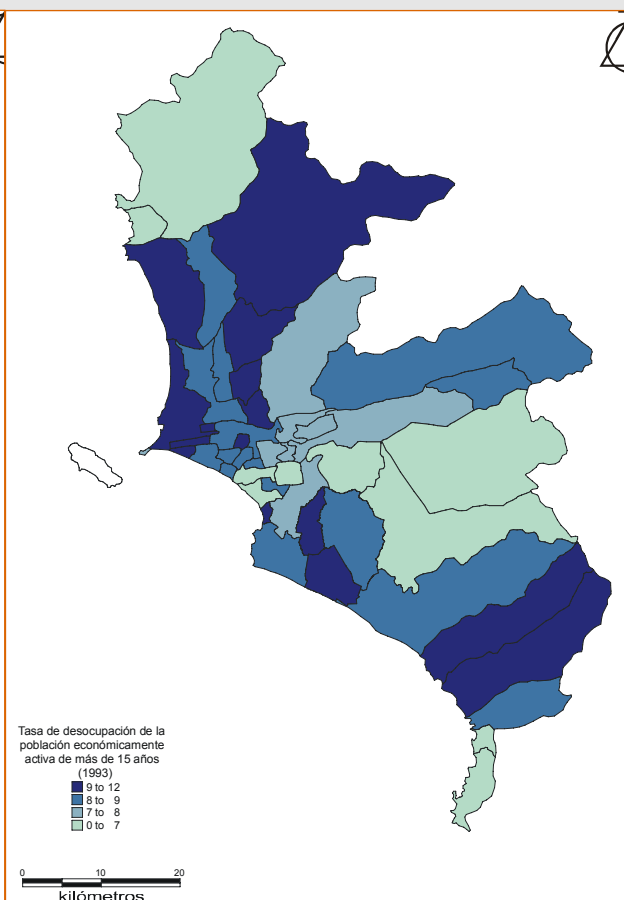 Tasa de desocupación de la
población económicamente
activa de más de 15 años
(1993)
9 to 12
8 to 9
7 to 8
0 to 7
0 10 20
kilómetros